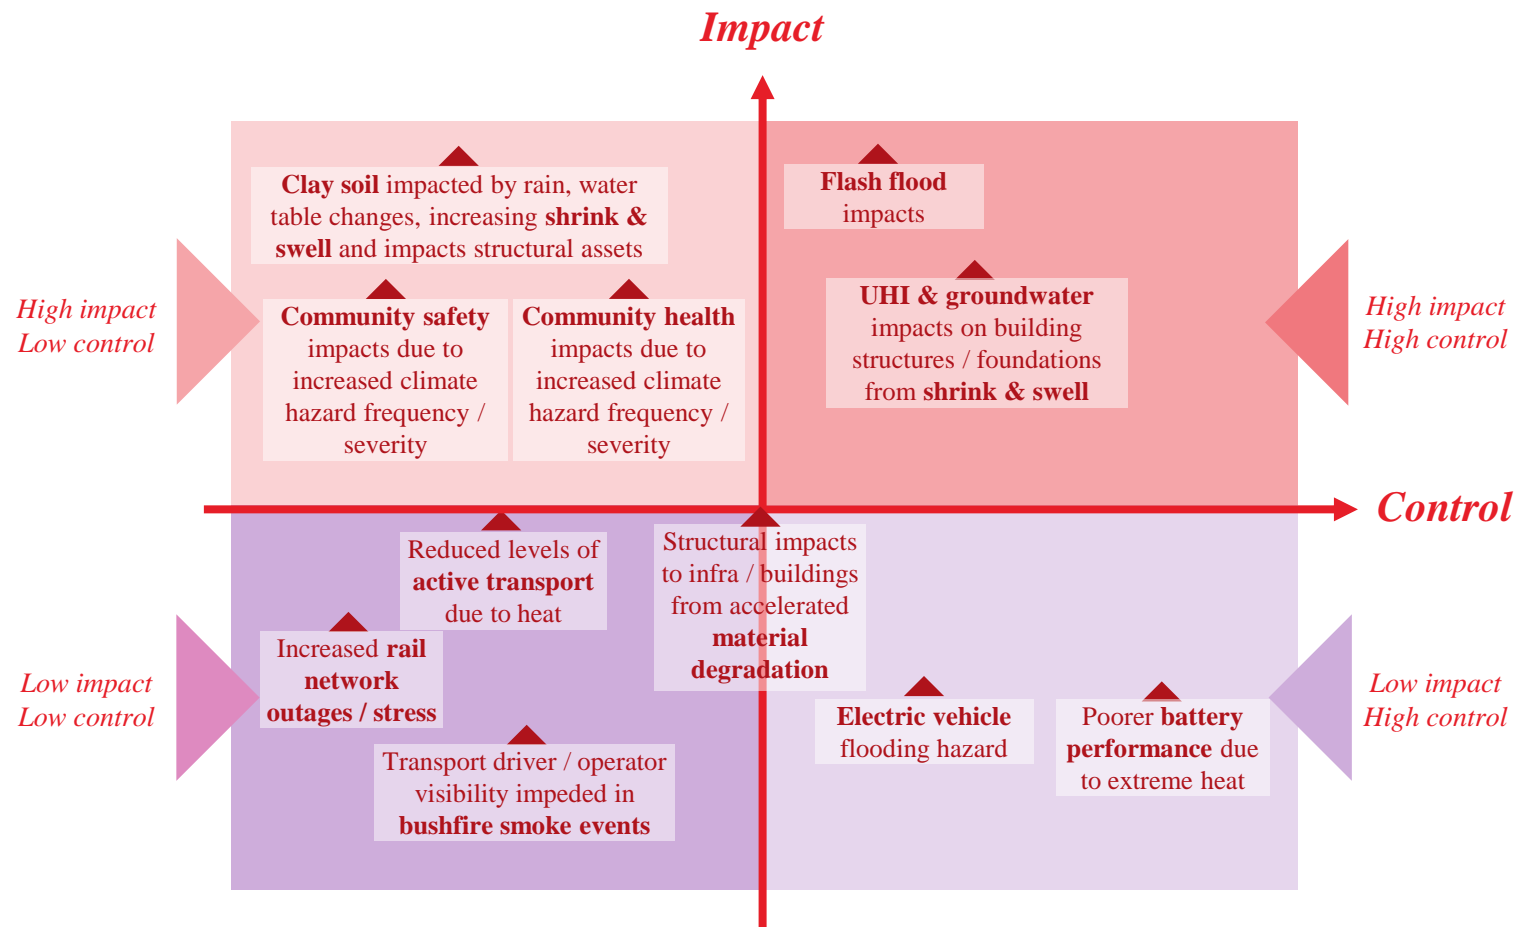 Impact
Clay soil impacted by rain, water
table changes, increasing shrink &
swell and impacts structural assets
Flash flood
impacts
High impact
Low control
Community safety
impacts due to
increased climate
hazard frequency /
severity
Community health
impacts due to
increased climate
hazard frequency /
severity
UHI & groundwater
impacts on building
structures / foundations
from shrink & swell
High impact
High control
Control
Reduced levels of
active transport
due to heat
Structural impacts
to infra / buildings
from accelerated
material
degradation
Low impact
Low control
Increased rail
network
outages / stress
Transport driver / operator
visibility impeded in
bushfire smoke events
Electric vehicle
flooding hazard
Poorer battery
performance due
to extreme heat
Low impact
High control